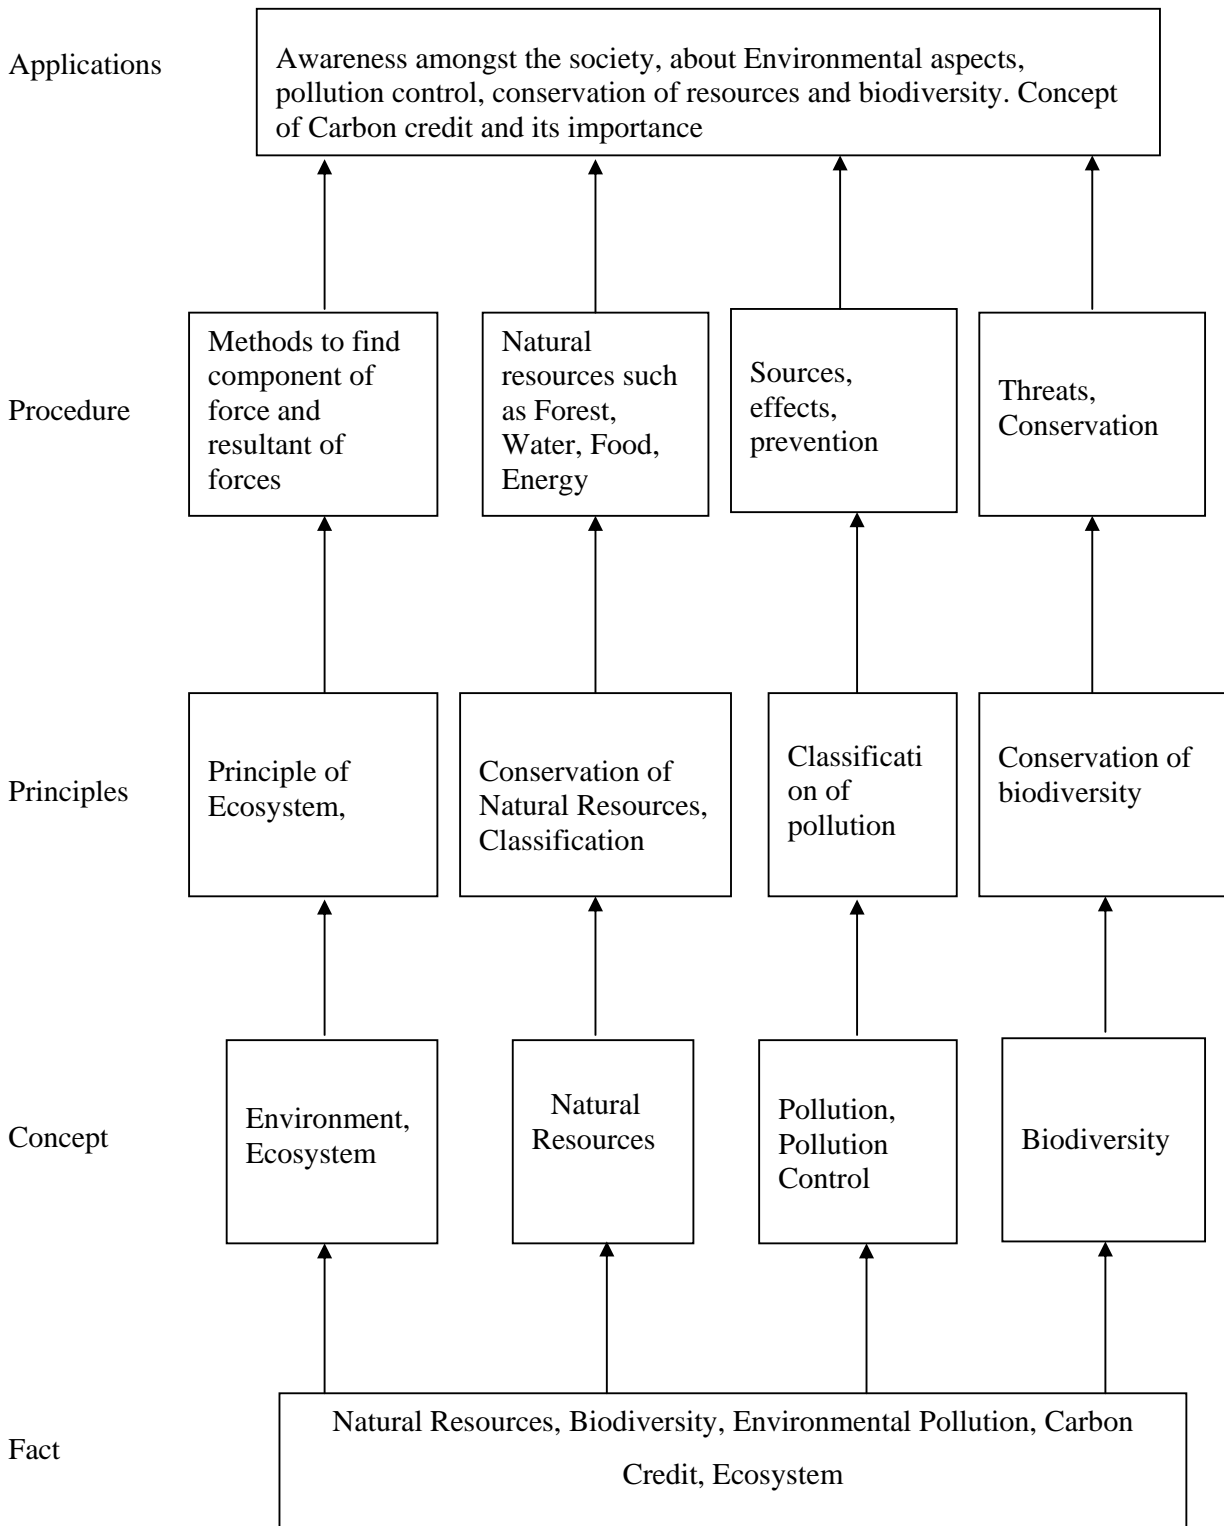 Applications
Awareness amongst the society, about Environmental aspects,
pollution control, conservation of resources and biodiversity. Concept
of Carbon credit and its importance
Procedure
Methods to find
component of
force and
resultant of
forces
Natural
resources such
as Forest,
Water, Food,
Energy
Sources,
effects,
prevention
Threats,
Conservation
Principles
Principle of
Ecosystem,
Conservation of
Natural Resources,
Classification
Classificati
on of
pollution
Conservation of
biodiversity
Concept
Environment,
Ecosystem
Natural
Resources
Pollution,
Pollution
Control
Biodiversity
Fact
Natural Resources, Biodiversity, Environmental Pollution, Carbon
Credit, Ecosystem